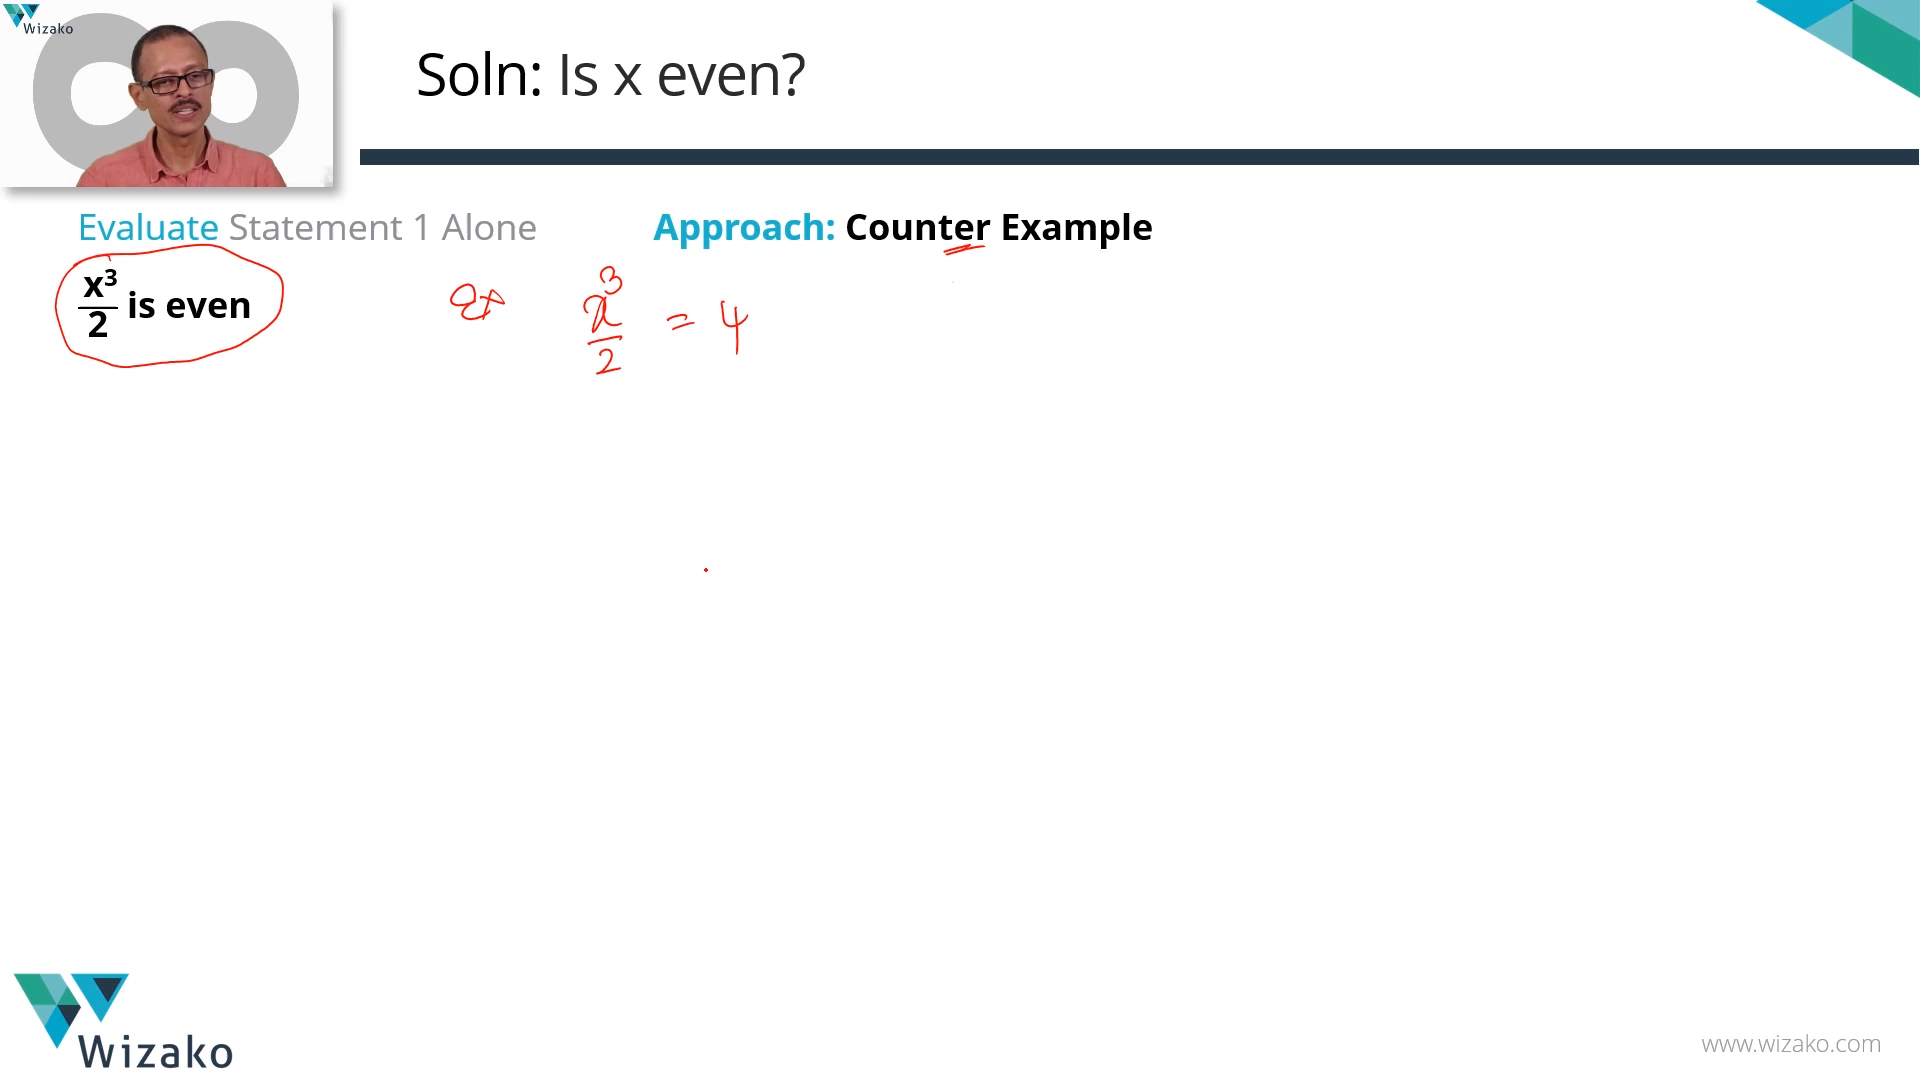 Wizako
Soln: Is x even?
Evaluate Statement 1 Alone
Approach: Counter Example
x³/2 is even
Ex x³/2 = 4
Wizako
www.wizako.com